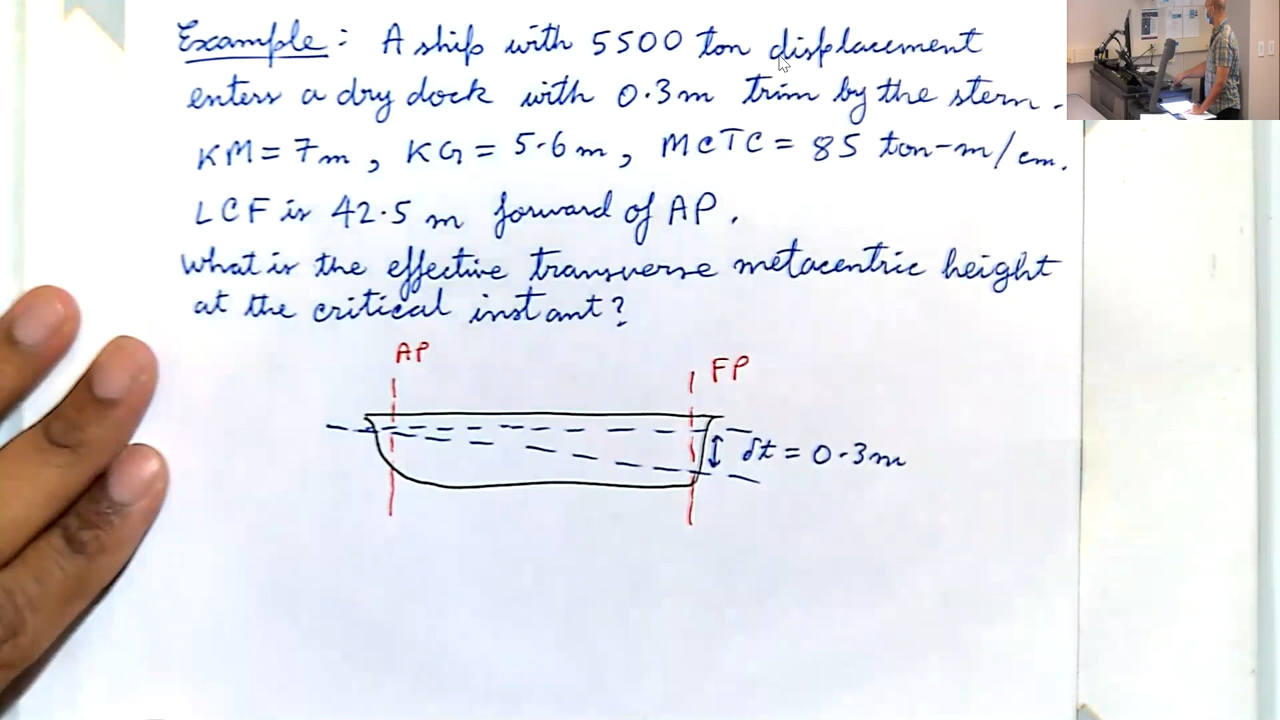 Example: A ship with 5500 ton displacement
enters a dry dock with 0.3m trim by the stern.
KM = 7m, KG = 5.6m, MCTC = 85 ton-m/cm.
LCF is 42.5 m forward of AP.
What is the effective transverse metacentric height
at the critical instant?
AP
FP
δt = 0.3m